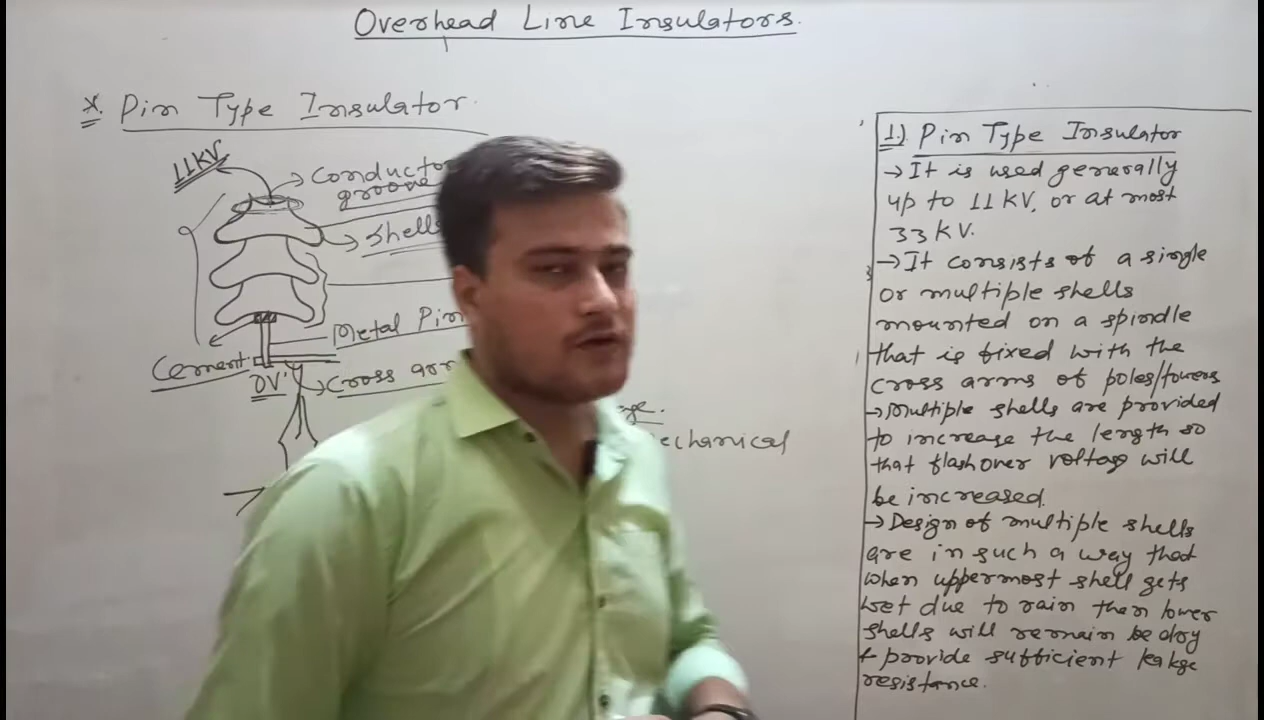 Overhead Line Insulators.
* Pin Type Insulator
11KV
Conducto
groove
Shells
Metal Pin
Cement
0V
Cross arm
ge.
echanical
1.) Pin Type Insulator
→ It is used generally
up to 11 KV, or at most
33 KV.
→ It consists of a single
or multiple shells
mounted on a spindle
that is fixed with the
cross arms of poles/towers
→ Multiple shells are provided
to increase the length so
that flashover voltage will
be increased.
→ Design of multiple shells
are in such a way that
when uppermost shell gets
wet due to rain then lower
shells will remain be dry
+ provide sufficient leakge
resistance.